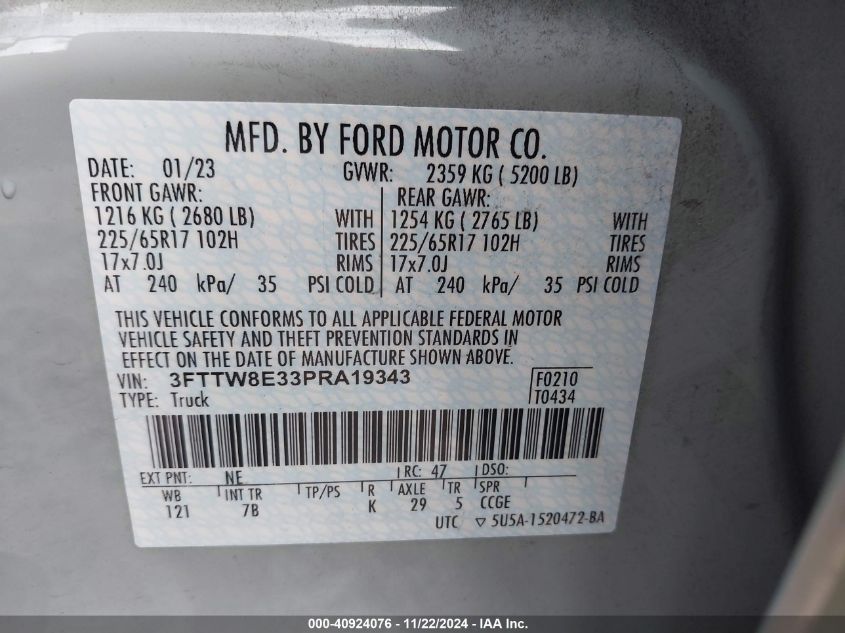 MFD. BY FORD MOTOR CO.
DATE: 01/23 GVWR: 2359 KG ( 5200 LB)
FRONT GAWR: REAR GAWR:
1216 KG ( 2680 LB) WITH 1254 KG ( 2765 LB) WITH
225/65R17 102H TIRES 225/65R17 102H TIRES
17x7.0J RIMS 17x7.0J RIMS
AT 240 kPa/ 35 PSI COLD AT 240 kPa/ 35 PSI COLD
THIS VEHICLE CONFORMS TO ALL APPLICABLE FEDERAL MOTOR
VEHICLE SAFETY AND THEFT PREVENTION STANDARDS IN
EFFECT ON THE DATE OF MANUFACTURE SHOWN ABOVE.
VIN: 3FTTW8E33PRA19343 F0210
TYPE: Truck T0434
EXT PNT: NE RC: 47 DSO:
WB INT TR TP/PS R AXLE TR SPR
121 7B K 29 5 CCGE
UTC ▽ 5U5A-1520472-BA
000-40924076 - 11/22/2024 - IAA Inc.